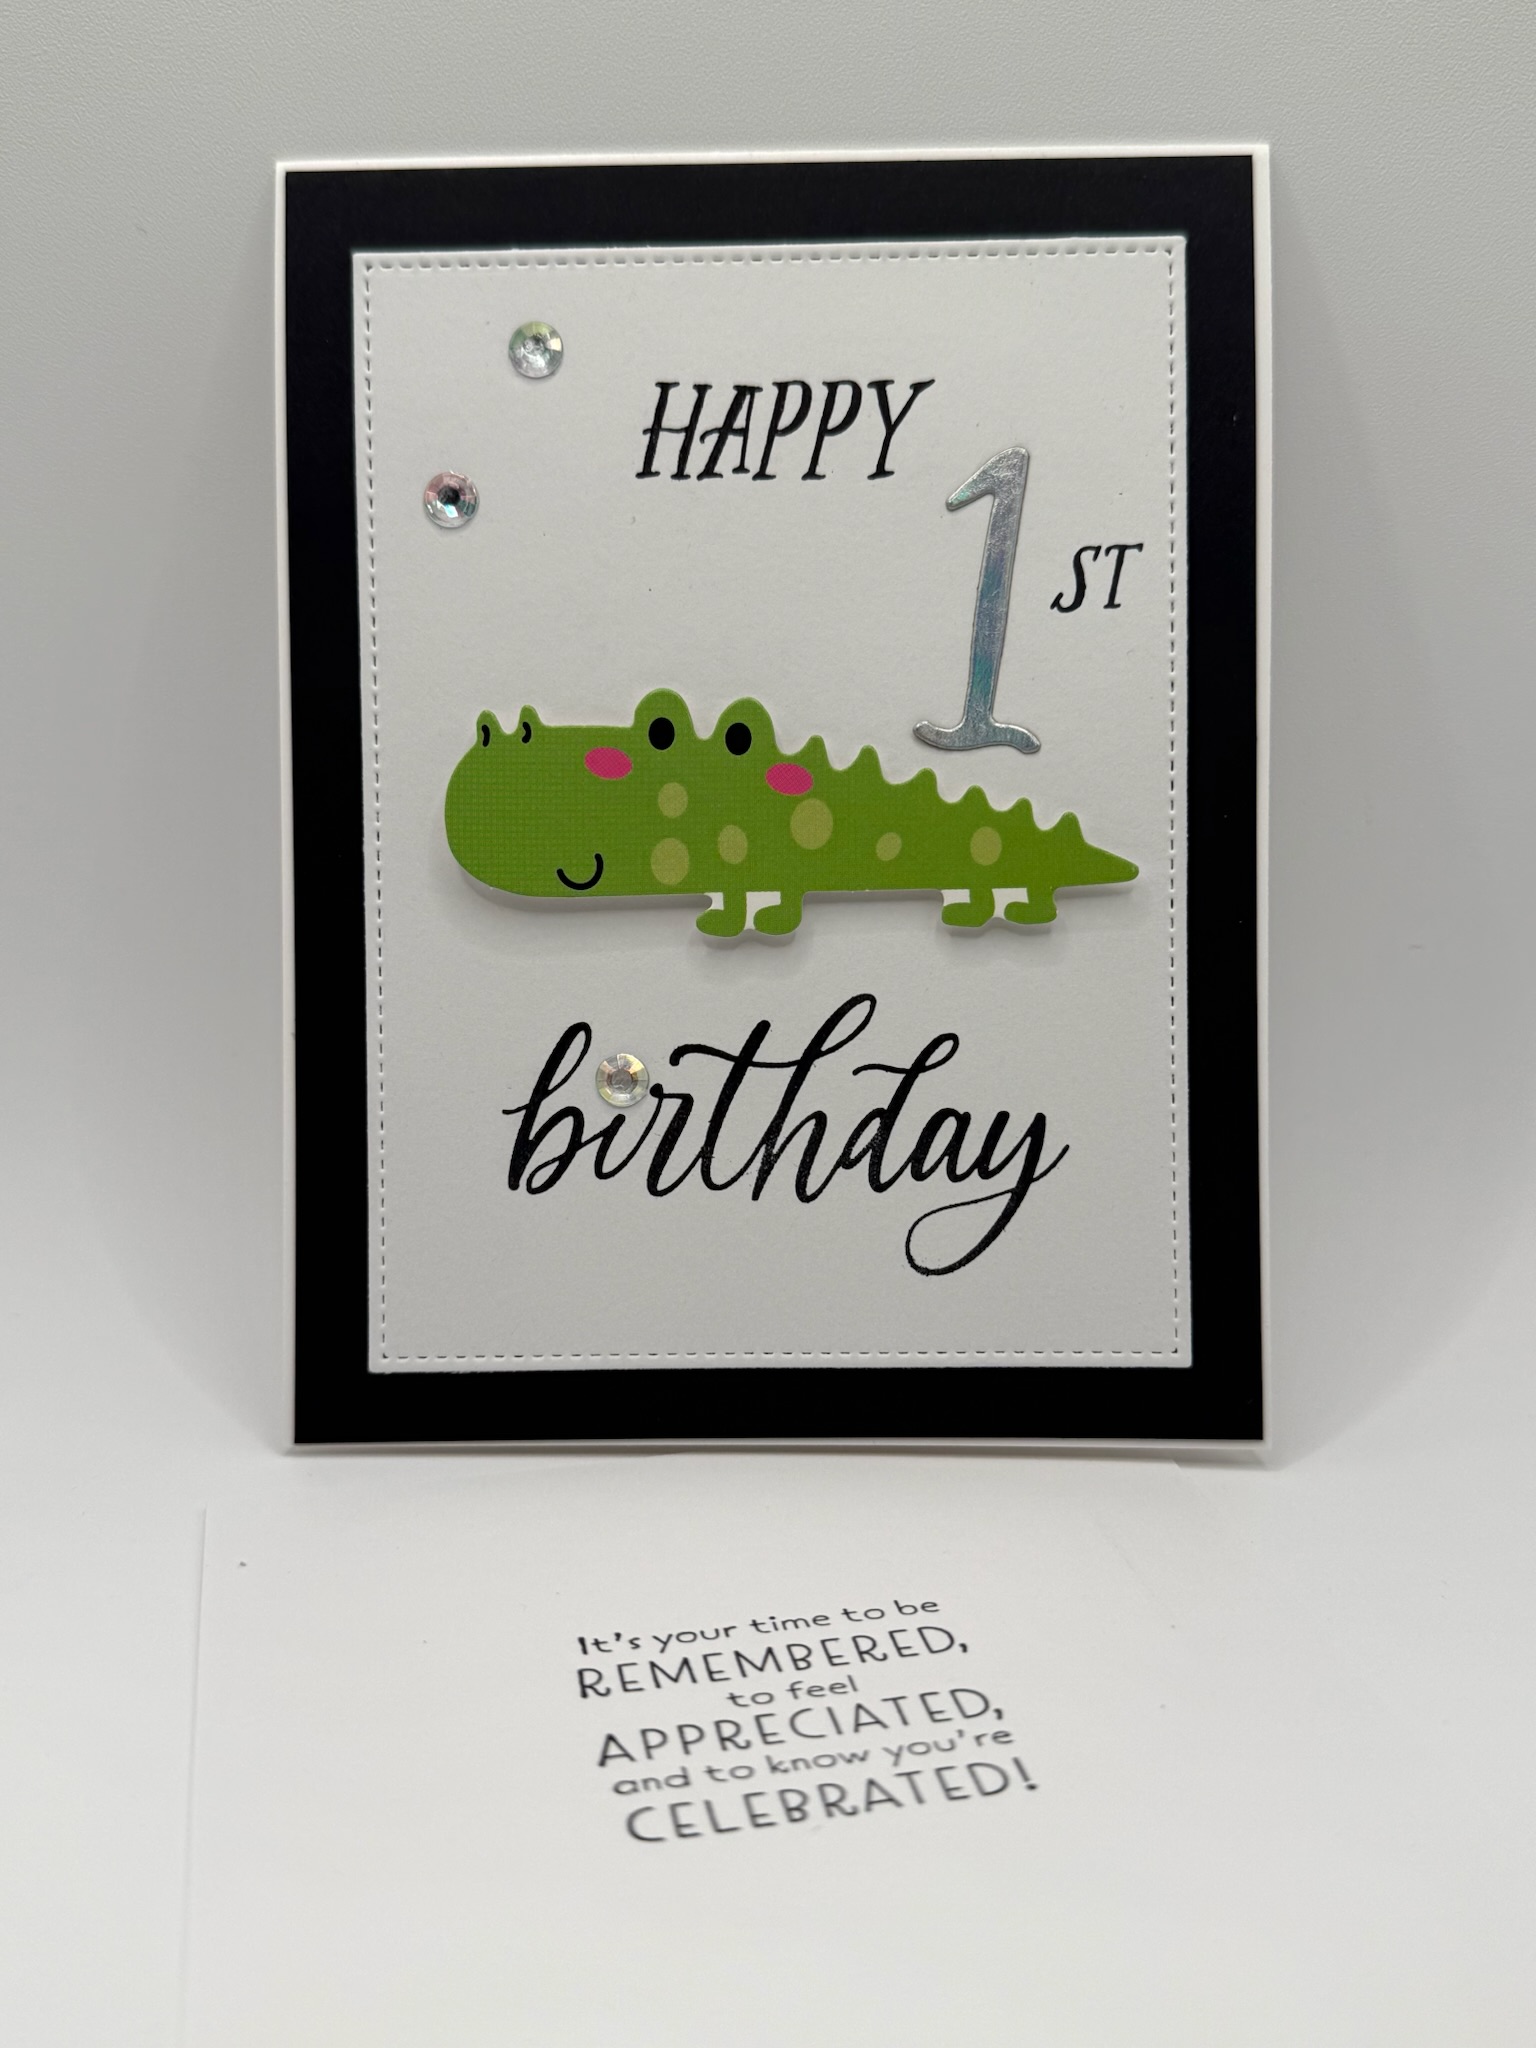 HAPPY
1 ST
birthday
It's your time to be
REMEMBERED,
to feel
APPRECIATED,
and to know you're
CELEBRATED!